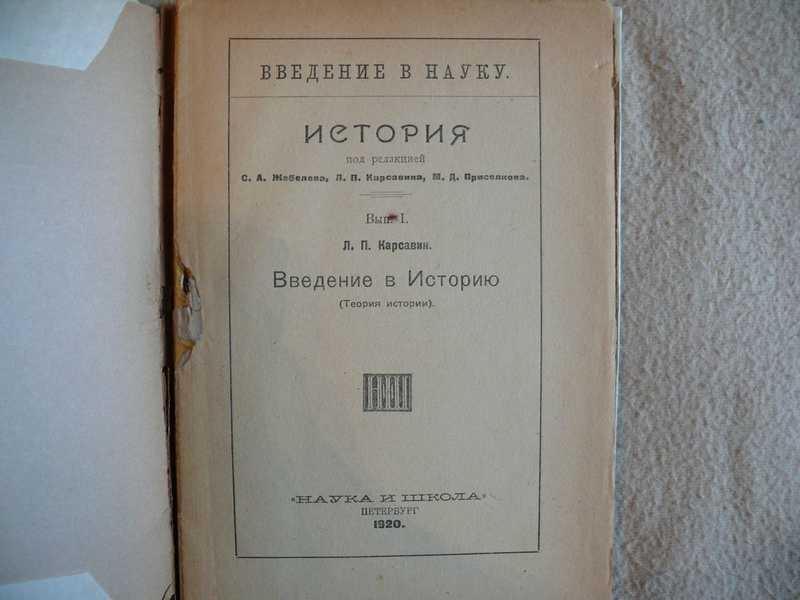 ВВЕДЕНИЕ В НАУКУ.
ИСТОРИЯ
под редакцией
С. А. Жебелева, Л. П. Карсавина, М. Д. Приселкова.
Вып. I.
Л. П. Карсавин.
Введение в Историю
(Теория истории).
«НАУКА И ШКОЛА»
ПЕТЕРБУРГ
1920.